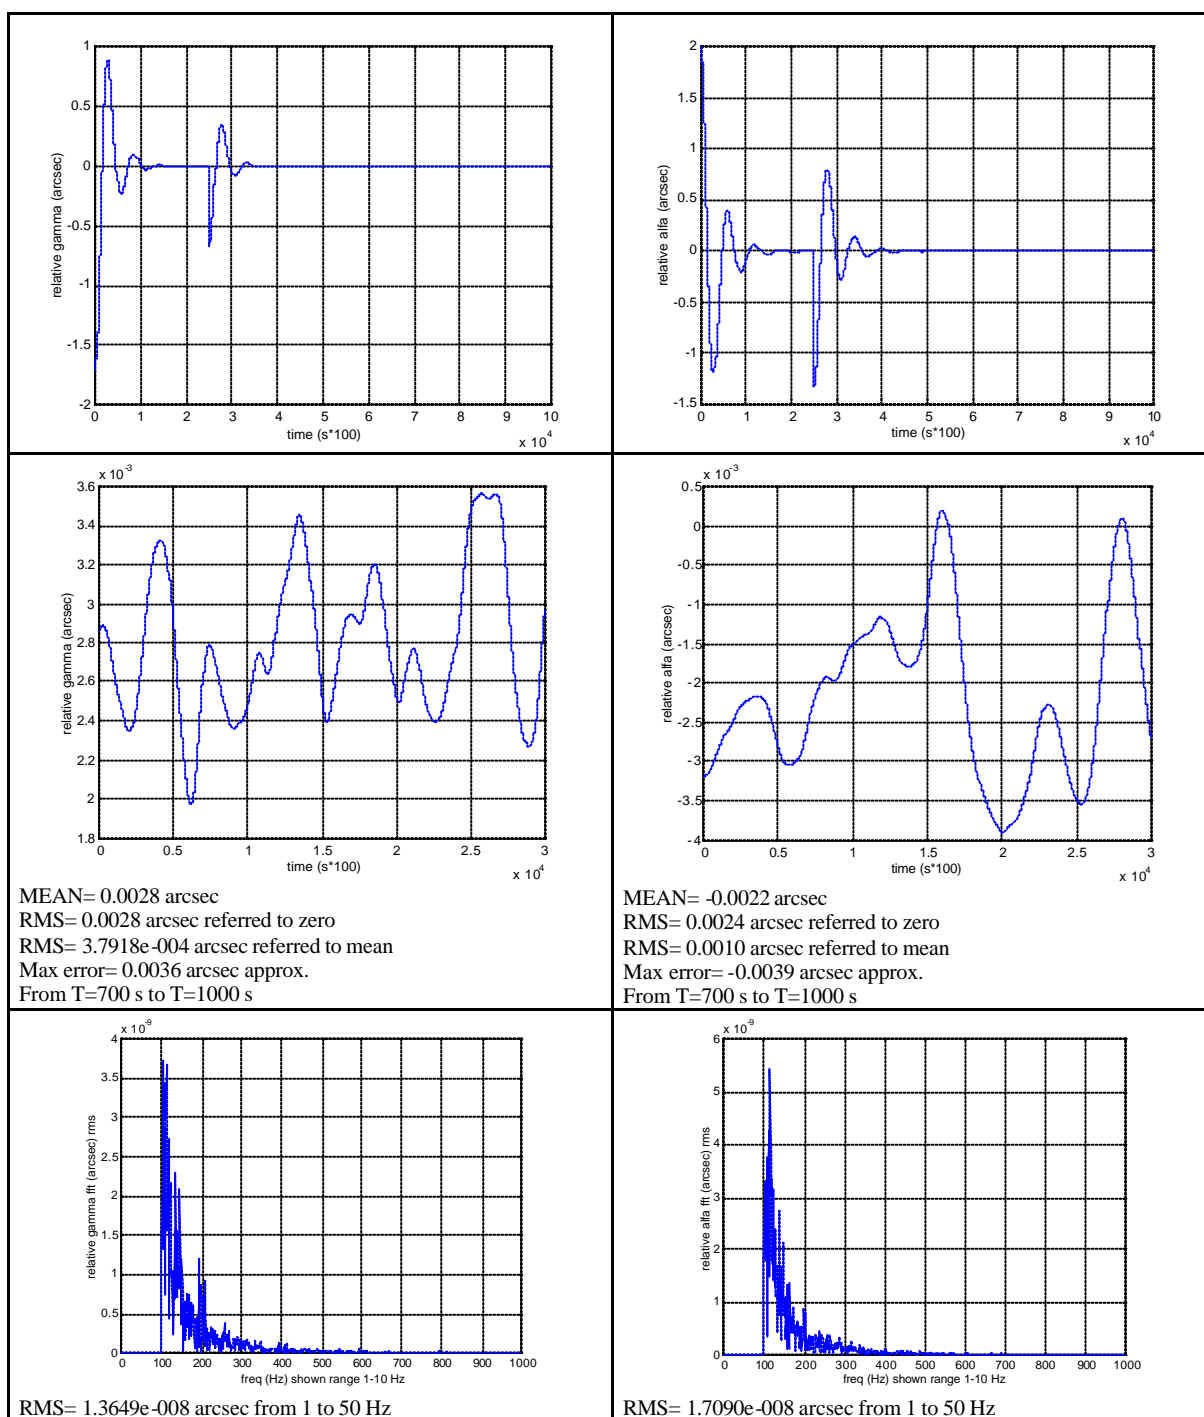 1
0.5
0
-0.5
-1
-1.5
-2
relative gamma (arcsec)
0 1 2 3 4 5 6 7 8 9 10
time (s*100)
x 10^4
2
1.5
1
0.5
0
-0.5
-1
-1.5
relative alfa (arcsec)
0 1 2 3 4 5 6 7 8 9 10
time (s*100)
x 10^4
x 10^-3
3.6
3.4
3.2
3
2.8
2.6
2.4
2.2
2
1.8
relative gamma (arcsec)
0 0.5 1 1.5 2 2.5 3
time (s*100)
x 10^4
MEAN= 0.0028 arcsec
RMS= 0.0028 arcsec referred to zero
RMS= 3.7918e-004 arcsec referred to mean
Max error= 0.0036 arcsec approx.
From T=700 s to T=1000 s
x 10^-3
0.5
0
-0.5
-1
-1.5
-2
-2.5
-3
-3.5
-4
relative alfa (arcsec)
0 0.5 1 1.5 2 2.5 3
time (s*100)
x 10^4
MEAN= -0.0022 arcsec
RMS= 0.0024 arcsec referred to zero
RMS= 0.0010 arcsec referred to mean
Max error= -0.0039 arcsec approx.
From T=700 s to T=1000 s
x 10^-9
4
3.5
3
2.5
2
1.5
1
0.5
0
relative gamma fft (arcsec) rms
0 100 200 300 400 500 600 700 800 900 1000
freq (Hz) shown range 1-10 Hz
RMS= 1.3649e-008 arcsec from 1 to 50 Hz
x 10^-9
6
5
4
3
2
1
0
relative alfa fft (arcsec) rms
0 100 200 300 400 500 600 700 800 900 1000
freq (Hz) shown range 1-10 Hz
RMS= 1.7090e-008 arcsec from 1 to 50 Hz